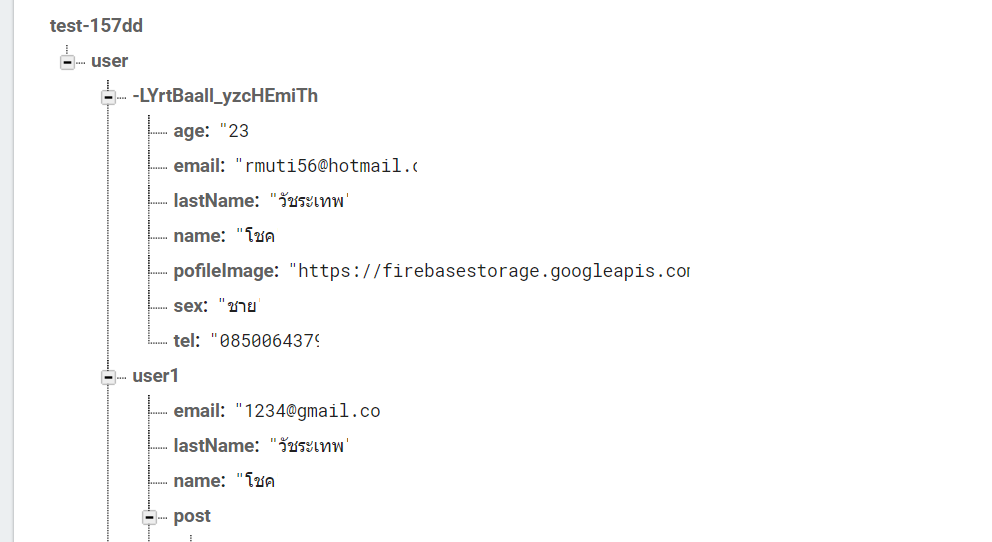 test-157dd
user
-LYrtBaall_yzcHEmiTh
age: "23
email: "rmuti56@hotmail.c
lastName: "วัชระเทพ'
name: "โชค
pofileImage: "https://firebasestorage.googleapis.com
sex: "ชาย'
tel: "0850064379
user1
email: "1234@gmail.co
lastName: "วัชระเทพ'
name: "โชค
post